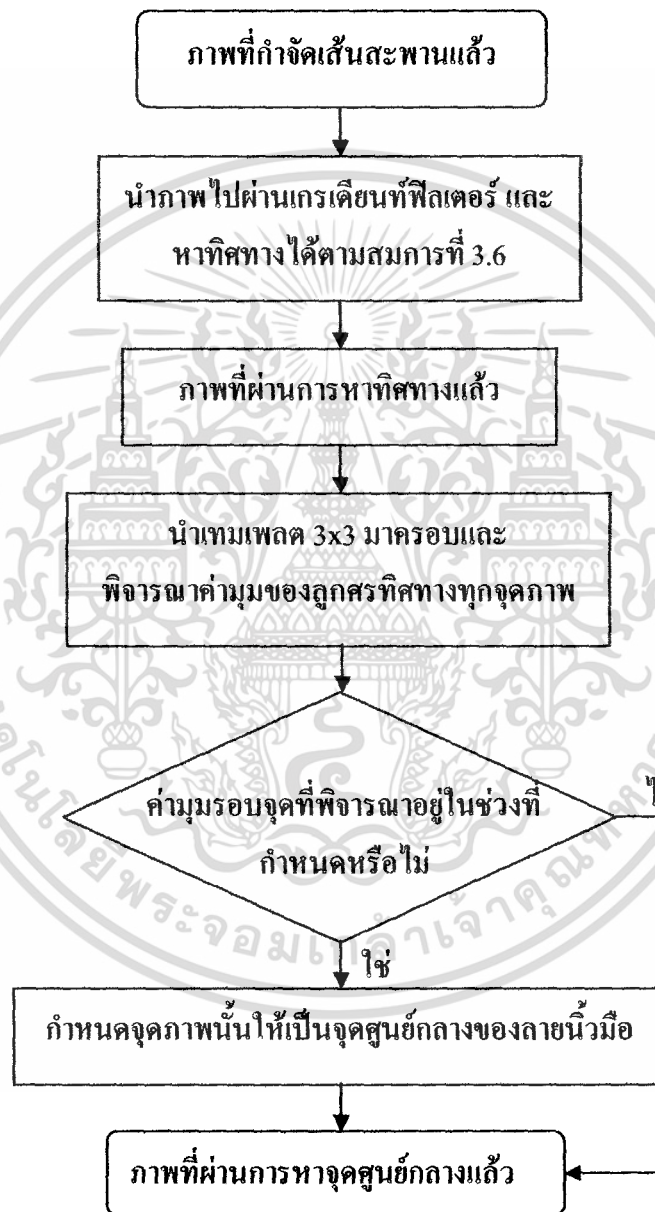 ภาพที่กำจัดเส้นสะพานแล้ว
นำภาพไปผ่านเกรเดียนท์ฟิลเตอร์ และ
หาทิศทางได้ตามสมการที่ 3.6
ภาพที่ผ่านการหาทิศทางแล้ว
นำเทมเพลต 3x3 มาครอบและ
พิจารณาค่ามุมของลูกศรทิศทางทุกจุดภาพ
ค่ามุมรอบจุดที่พิจารณาอยู่ในช่วงที่
กำหนดหรือไม่
ใช่
กำหนดจุดภาพนั้นให้เป็นจุดศูนย์กลางของลายนิ้วมือ
ภาพที่ผ่านการหาจุดศูนย์กลางแล้ว